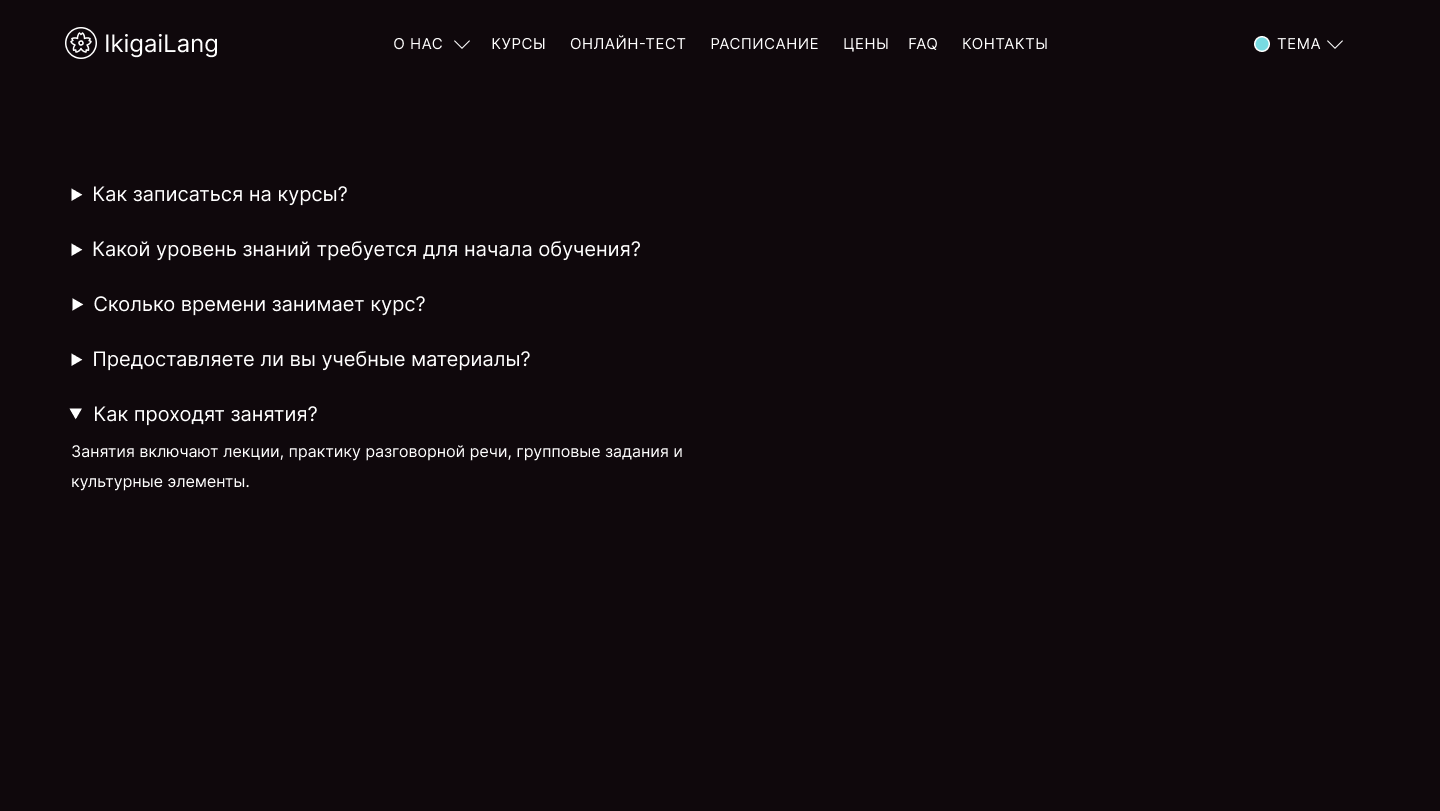 IkigaiLang
О НАС
КУРСЫ
ОНЛАЙН-ТЕСТ
РАСПИСАНИЕ
ЦЕНЫ
FAQ
КОНТАКТЫ
ТЕМА
Как записаться на курсы?
Какой уровень знаний требуется для начала обучения?
Сколько времени занимает курс?
Предоставляете ли вы учебные материалы?
Как проходят занятия?
Занятия включают лекции, практику разговорной речи, групповые задания и
культурные элементы.